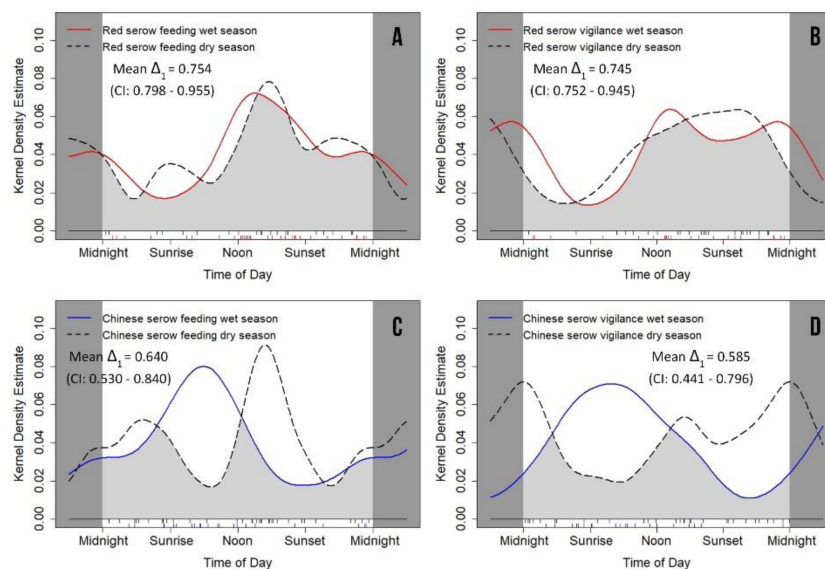 A
Red serow feeding wet season
Red serow feeding dry season
Mean Δ1 = 0.754
(CI: 0.798 - 0.955)
Kernel Density Estimate
0.10
0.08
0.06
0.04
0.02
0.00
Midnight Sunrise Noon Sunset Midnight
Time of Day
B
Red serow vigilance wet season
Red serow vigilance dry season
Mean Δ1 = 0.745
(CI: 0.752 - 0.945)
Kernel Density Estimate
0.10
0.08
0.06
0.04
0.02
0.00
Midnight Sunrise Noon Sunset Midnight
Time of Day
C
Chinese serow feeding wet season
Chinese serow feeding dry season
Mean Δ1 = 0.640
(CI: 0.530 - 0.840)
Kernel Density Estimate
0.10
0.08
0.06
0.04
0.02
0.00
Midnight Sunrise Noon Sunset Midnight
Time of Day
D
Chinese serow vigilance wet season
Chinese serow vigilance dry season
Mean Δ1 = 0.585
(CI: 0.441 - 0.796)
Kernel Density Estimate
0.10
0.08
0.06
0.04
0.02
0.00
Midnight Sunrise Noon Sunset Midnight
Time of Day